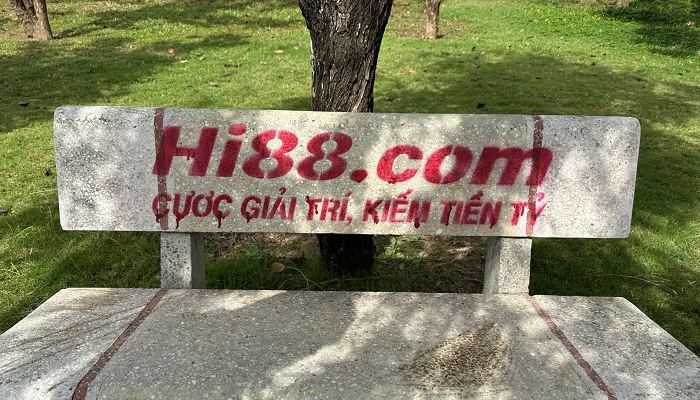 Hi88.com
CƯỢC GIẢI TRÍ, KIẾM TIỀN TỶ